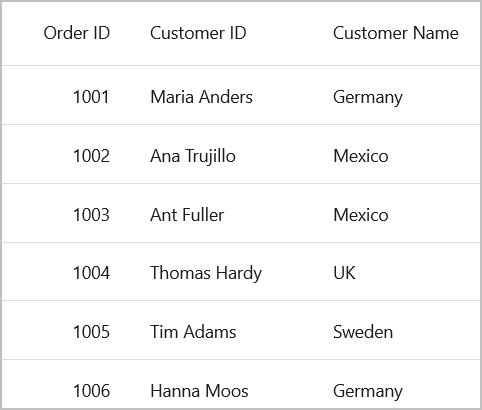 Order ID Customer ID Customer Name
1001 Maria Anders Germany
1002 Ana Trujillo Mexico
1003 Ant Fuller Mexico
1004 Thomas Hardy UK
1005 Tim Adams Sweden
1006 Hanna Moos Germany